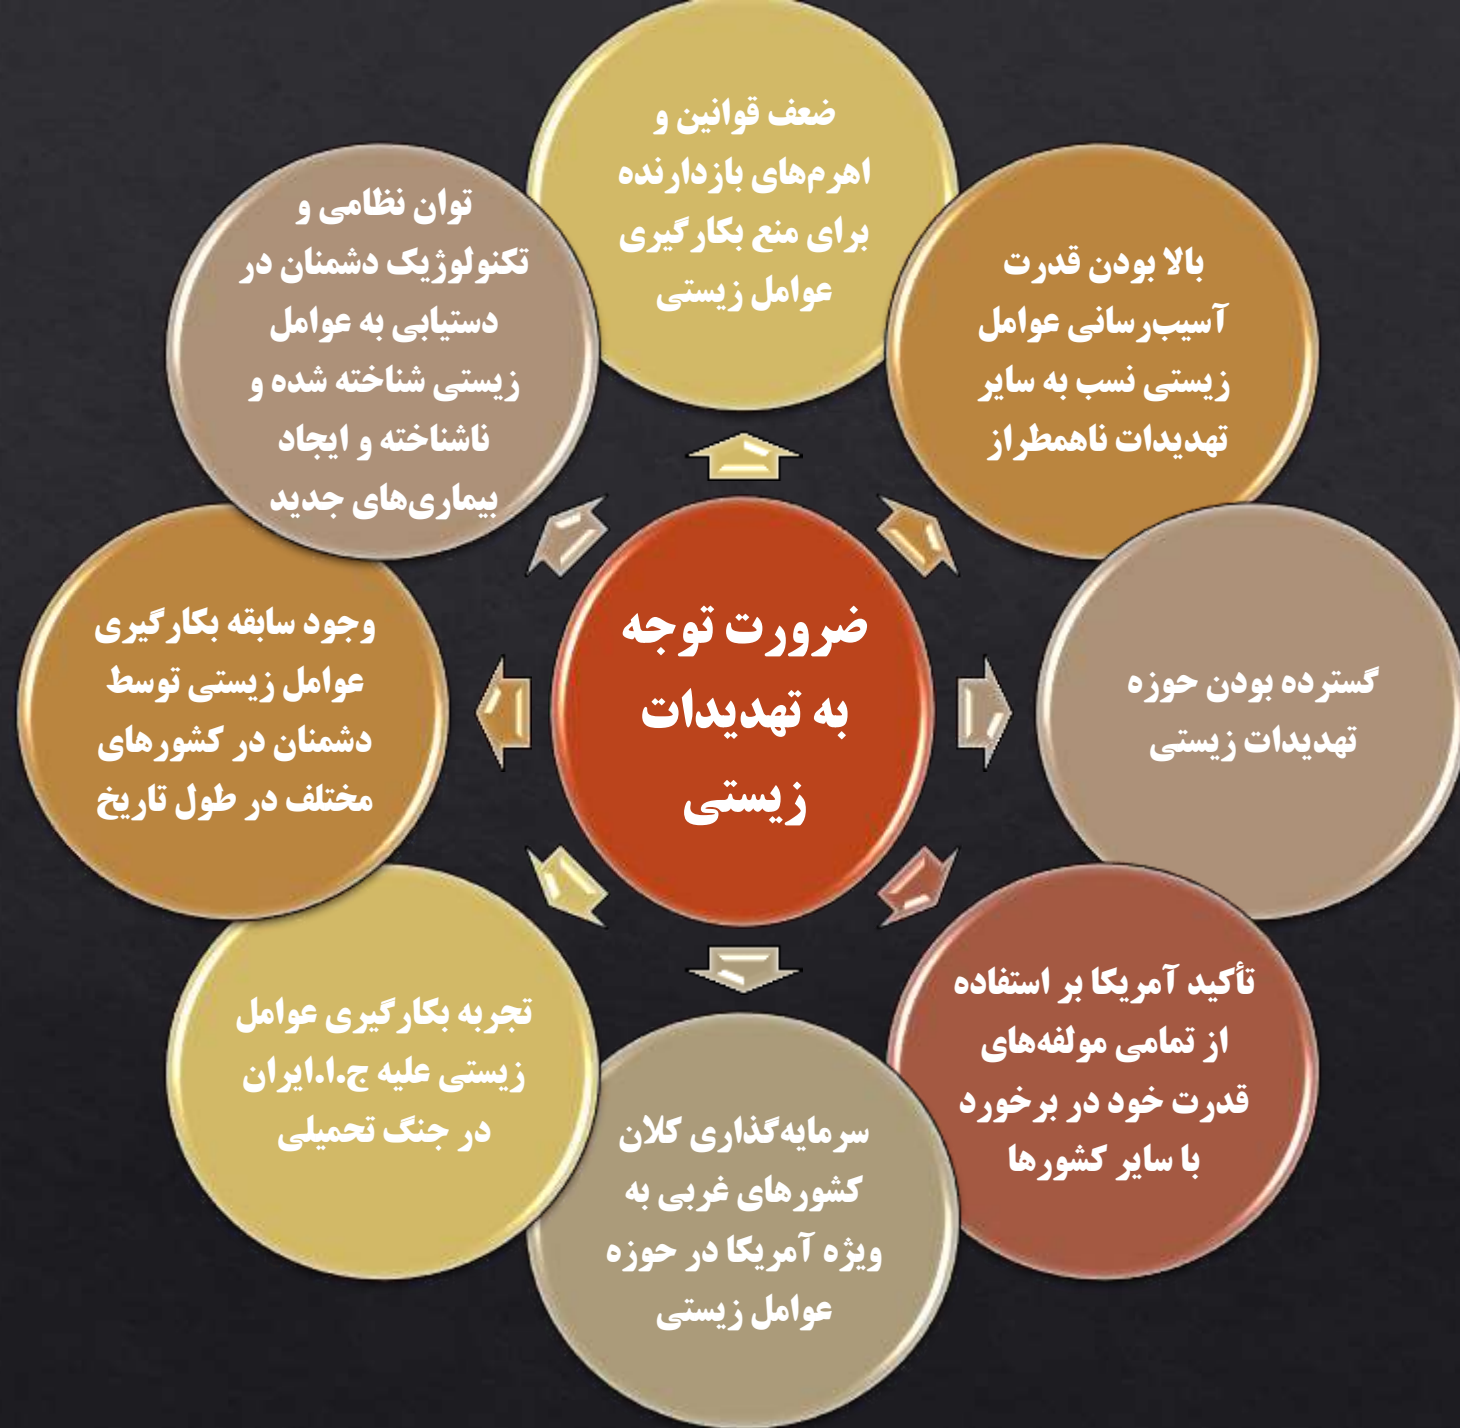 ضرورت توجه
به تهدیدات
زیستی
ضعف قوانین و
اهرم‌های بازدارنده
برای منع بکارگیری
عوامل زیستی
بالا بودن قدرت
آسیب‌رسانی عوامل
زیستی نسب به سایر
تهدیدات ناهمطراز
گسترده بودن حوزه
تهدیدات زیستی
تأکید آمریکا بر استفاده
از تمامی مولفه‌های
قدرت خود در برخورد
با سایر کشورها
سرمایه‌گذاری کلان
کشورهای غربی به
ویژه آمریکا در حوزه
عوامل زیستی
تجربه بکارگیری عوامل
زیستی علیه ج.ا.ایران
در جنگ تحمیلی
وجود سابقه بکارگیری
عوامل زیستی توسط
دشمنان در کشورهای
مختلف در طول تاریخ
توان نظامی و
تکنولوژیک دشمنان در
دستیابی به عوامل
زیستی شناخته شده و
ناشناخته و ایجاد
بیماری‌های جدید